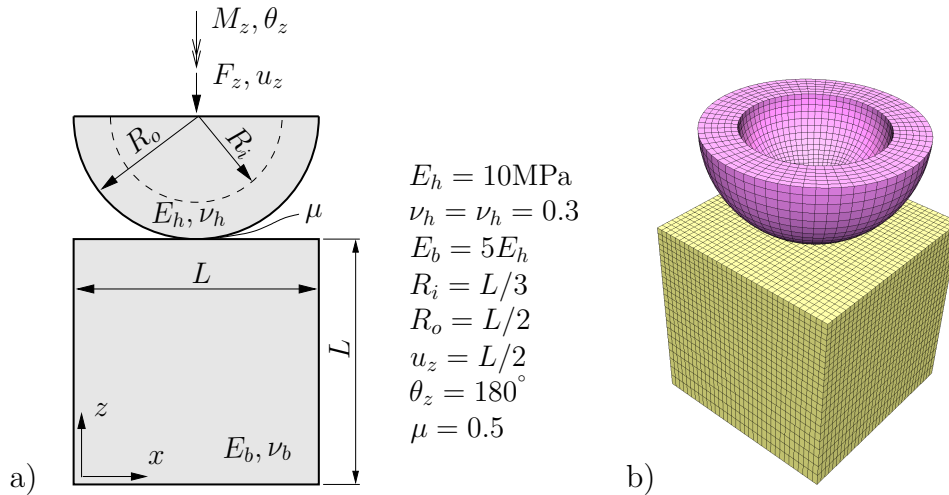 M_z, θ_z
F_z, u_z
R_o
R_i
E_h, ν_h
μ
L
L
z
x
E_b, ν_b
a)
E_h = 10MPa
ν_h = ν_h = 0.3
E_b = 5E_h
R_i = L/3
R_o = L/2
u_z = L/2
θ_z = 180°
μ = 0.5
b)